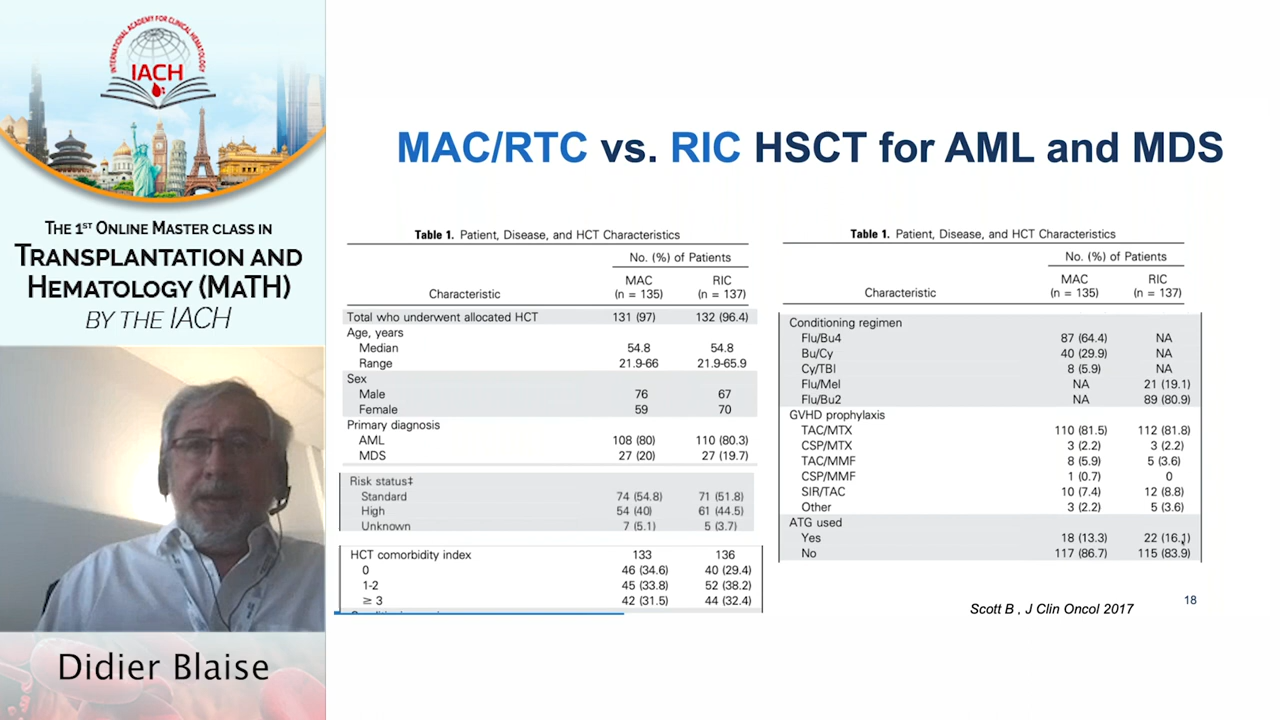 INTERNATIONAL ACADEMY FOR CLINICAL HEMATOLOGY
IACH
THE 1ST ONLINE MASTER CLASS IN
TRANSPLANTATION AND
HEMATOLOGY (MATH)
BY THE IACH
Didier Blaise
MAC/RTC vs. RIC HSCT for AML and MDS
Table 1. Patient, Disease, and HCT Characteristics
No. (%) of Patients
Characteristic MAC (n = 135) RIC (n = 137)
Total who underwent allocated HCT 131 (97) 132 (96.4)
Age, years
Median 54.8 54.8
Range 21.9-66 21.9-65.9
Sex
Male 76 67
Female 59 70
Primary diagnosis
AML 108 (80) 110 (80.3)
MDS 27 (20) 27 (19.7)
Risk status‡
Standard 74 (54.8) 71 (51.8)
High 54 (40) 61 (44.5)
Unknown 7 (5.1) 5 (3.7)
HCT comorbidity index 133 136
0 46 (34.6) 40 (29.4)
1-2 45 (33.8) 52 (38.2)
≥ 3 42 (31.5) 44 (32.4)
Table 1. Patient, Disease, and HCT Characteristics
No. (%) of Patients
Characteristic MAC (n = 135) RIC (n = 137)
Conditioning regimen
Flu/Bu4 87 (64.4) NA
Bu/Cy 40 (29.9) NA
Cy/TBI 8 (5.9) NA
Flu/Mel NA 21 (19.1)
Flu/Bu2 NA 89 (80.9)
GVHD prophylaxis
TAC/MTX 110 (81.5) 112 (81.8)
CSP/MTX 3 (2.2) 3 (2.2)
TAC/MMF 8 (5.9) 5 (3.6)
CSP/MMF 1 (0.7) 0
SIR/TAC 10 (7.4) 12 (8.8)
Other 3 (2.2) 5 (3.6)
ATG used
Yes 18 (13.3) 22 (16.1)
No 117 (86.7) 115 (83.9)
Scott B , J Clin Oncol 2017
18